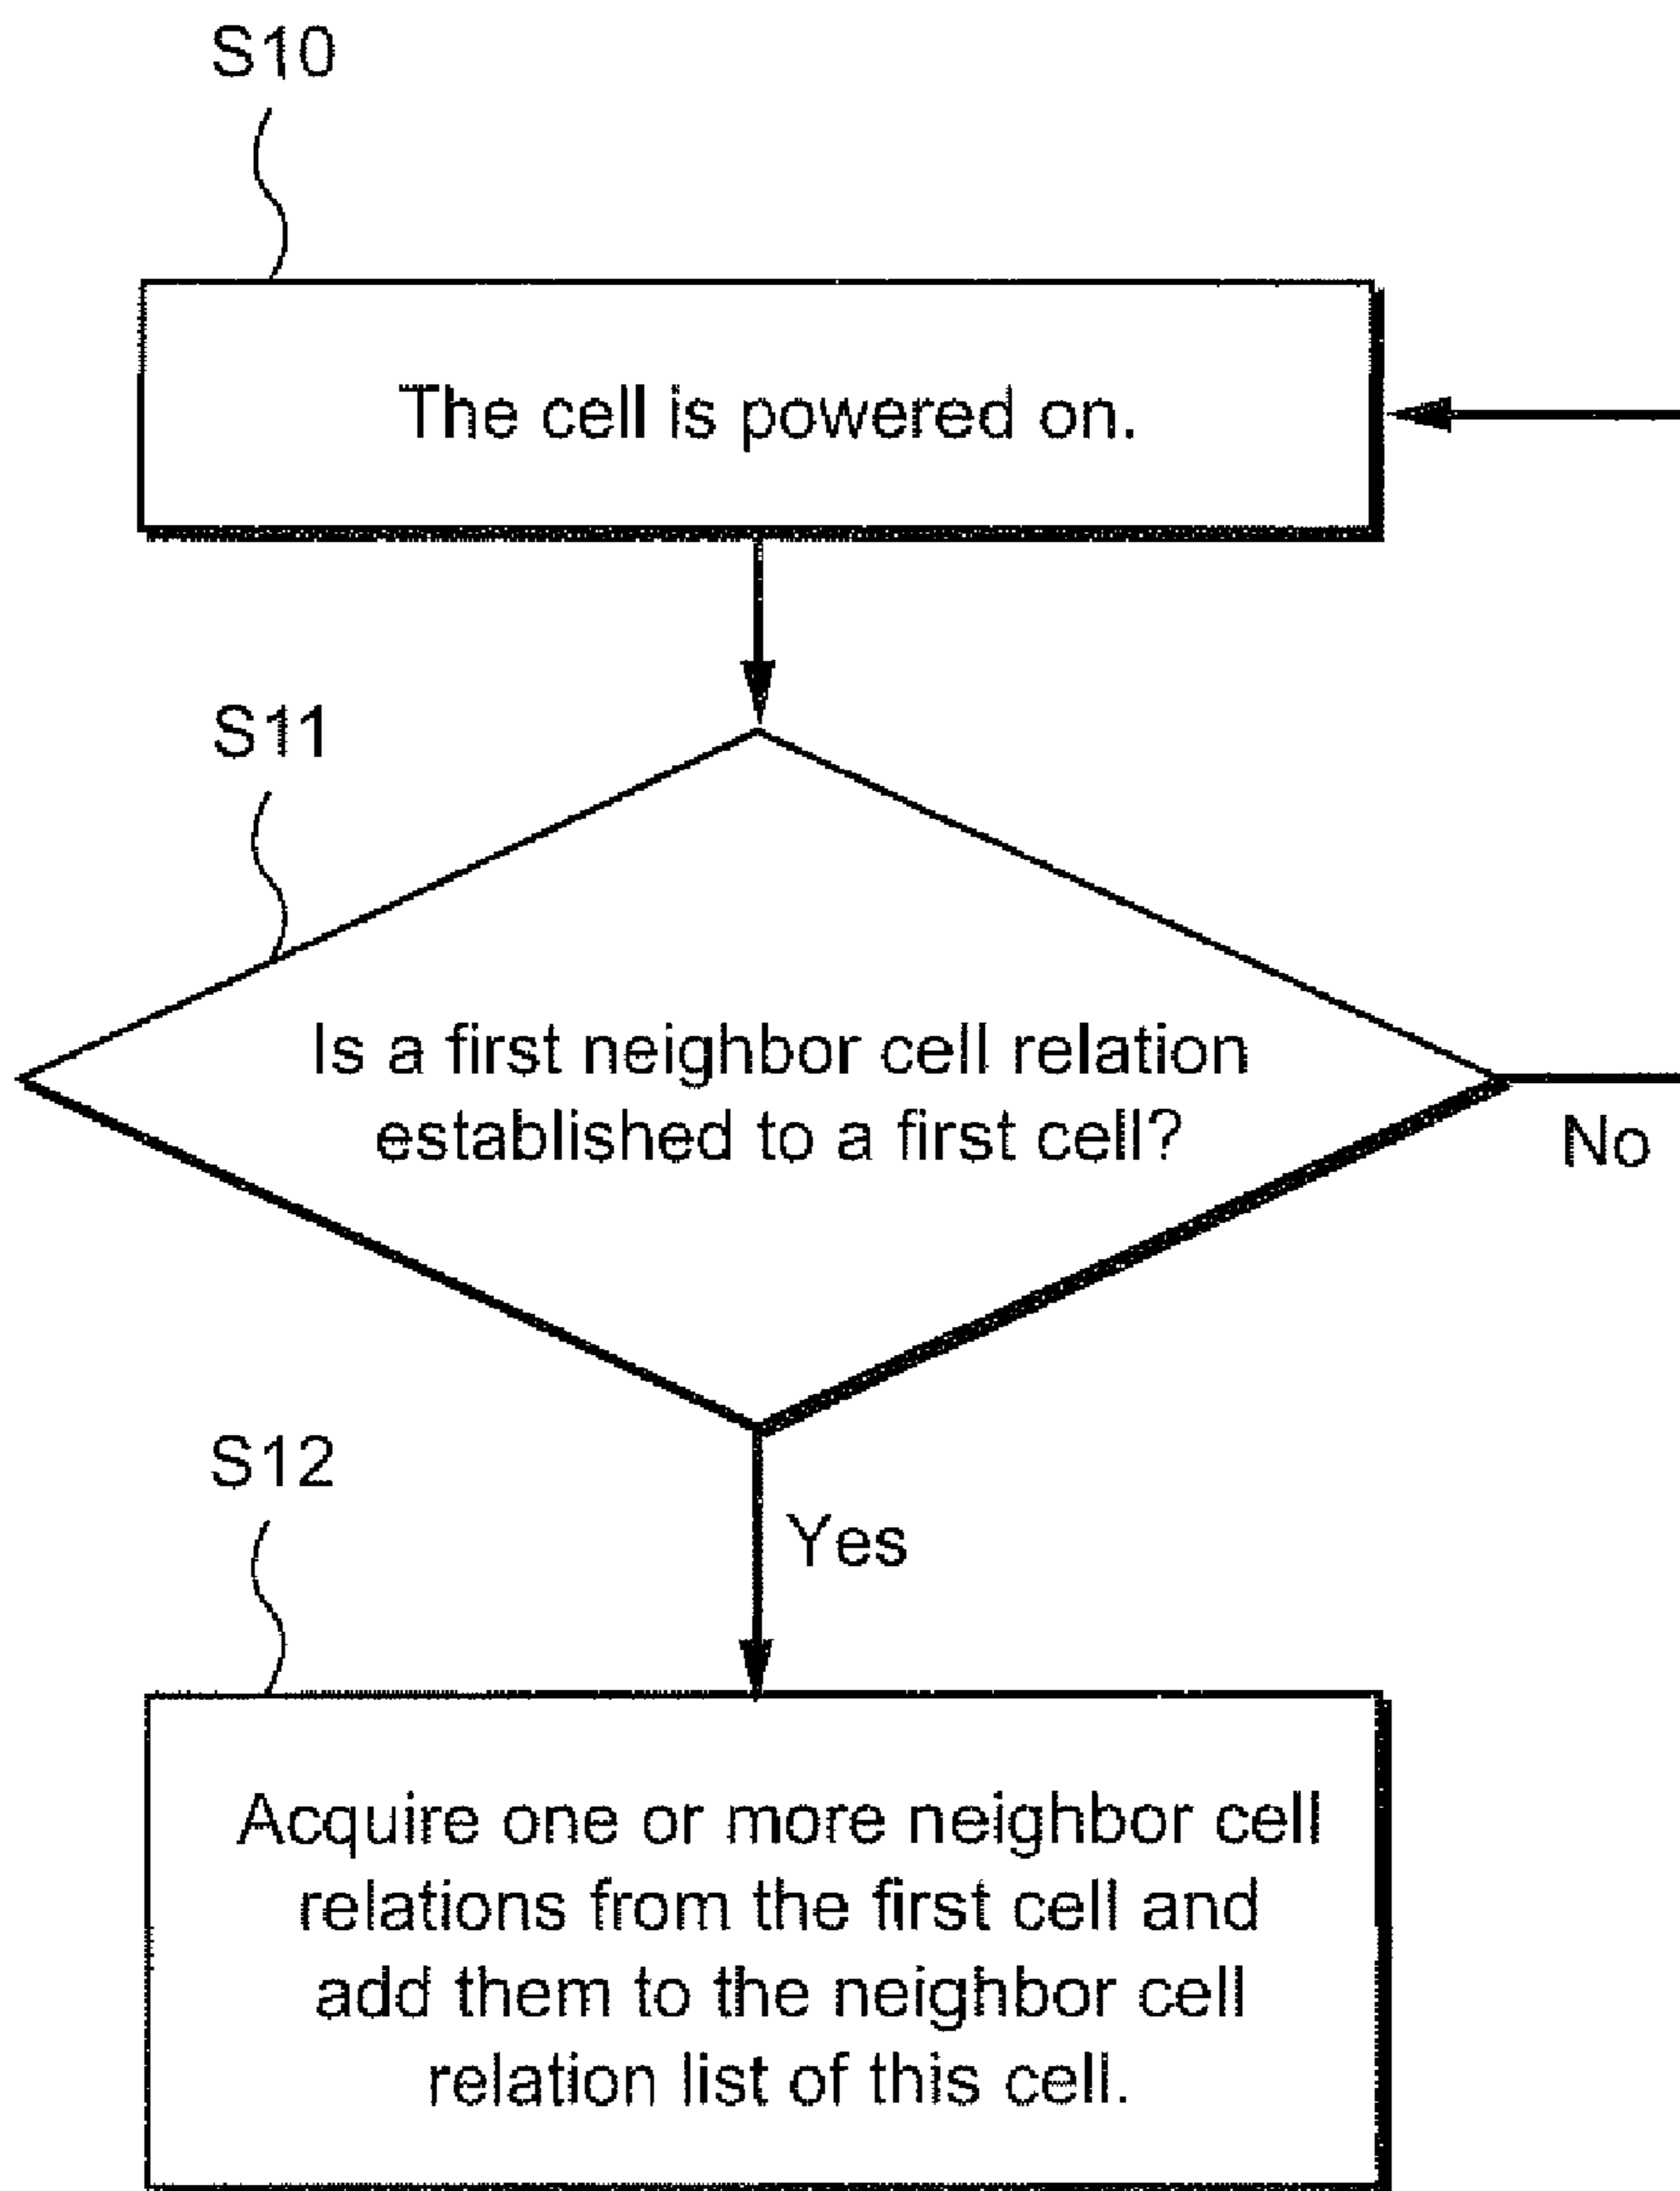 S10
The cell is powered on.
S11
Is a first neighbor cell relation
established to a first cell?
No
S12
Yes
Acquire one or more neighbor cell
relations from the first cell and
add them to the neighbor cell
relation list of this cell.